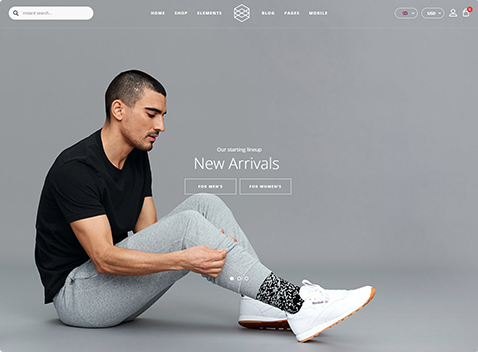 Instant search...
HOME SHOP ELEMENTS BLOG PAGES MOBILE
USD
0
Our starting lineup
New Arrivals
FOR MEN'S FOR WOMEN'S